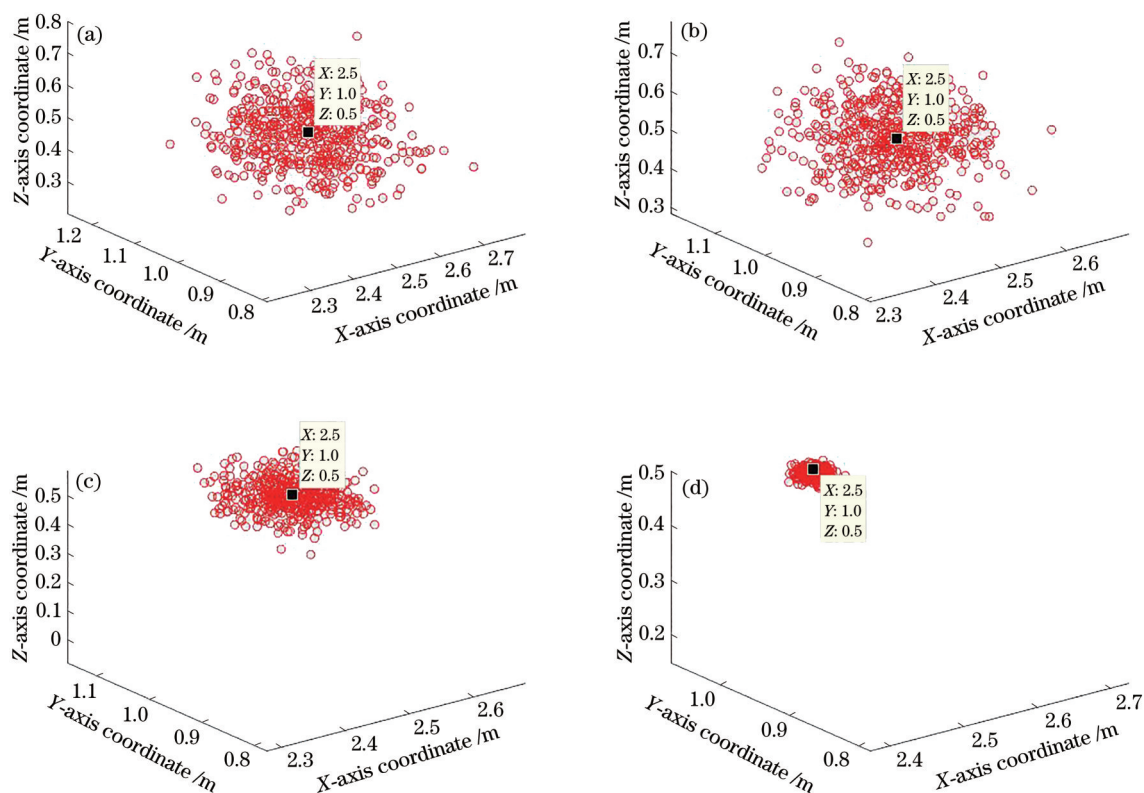 (a)
Z-axis coordinate /m
0.8
0.7
0.6
0.5
0.4
0.3
X: 2.5
Y: 1.0
Z: 0.5
1.2
1.1
1.0
0.9
0.8
Y-axis coordinate /m
2.3
2.4
2.5
2.6
2.7
X-axis coordinate /m
(b)
Z-axis coordinate /m
0.7
0.6
0.5
0.4
0.3
X: 2.5
Y: 1.0
Z: 0.5
1.1
1.0
0.9
0.8
Y-axis coordinate /m
2.3
2.4
2.5
2.6
X-axis coordinate /m
(c)
Z-axis coordinate /m
0.5
0.4
0.3
0.2
0.1
0
X: 2.5
Y: 1.0
Z: 0.5
1.1
1.0
0.9
0.8
Y-axis coordinate /m
2.3
2.4
2.5
2.6
X-axis coordinate /m
(d)
Z-axis coordinate /m
0.5
0.4
0.3
0.2
X: 2.5
Y: 1.0
Z: 0.5
1.0
0.9
0.8
Y-axis coordinate /m
2.4
2.5
2.6
2.7
X-axis coordinate /m